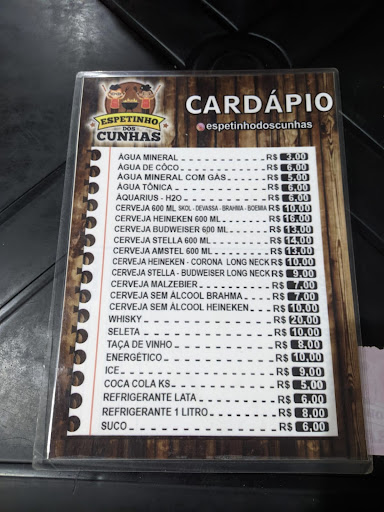 ESPETINHO
DOS
CUNHAS
CARDÁPIO
@espetinhodoscunhas
ÁGUA MINERAL R$ 3,00
ÁGUA DE CÔCO R$ 6,00
ÁGUA MINERAL COM GÁS R$ 5,00
ÁGUA TÔNICA R$ 6,00
ÁQUARIUS - H2O R$ 6,00
CERVEJA 600 ML SKOL - DEVASSA - BRAHMA - BOEMIA R$ 10,00
CERVEJA HEINEKEN 600 ML R$ 16,00
CERVEJA BUDWEISER 600 ML R$ 13,00
CERVEJA STELLA 600 ML R$ 14,00
CERVEJA AMSTEL 600 ML R$ 13,00
CERVEJA HEINEKEN - CORONA LONG NECK R$ 10,00
CERVEJA STELLA - BUDWEISER LONG NECK R$ 9,00
CERVEJA MALZEBIER R$ 7,00
CERVEJA SEM ÁLCOOL BRAHMA R$ 7,00
CERVEJA SEM ÁLCOOL HEINEKEN R$ 10,00
WHISKY R$ 20,00
SELETA R$ 10,00
TAÇA DE VINHO R$ 8,00
ENERGÉTICO R$ 10,00
ICE R$ 9,00
COCA COLA KS R$ 5,00
REFRIGERANTE LATA R$ 6,00
REFRIGERANTE 1 LITRO R$ 8,00
SUCO R$ 6,00